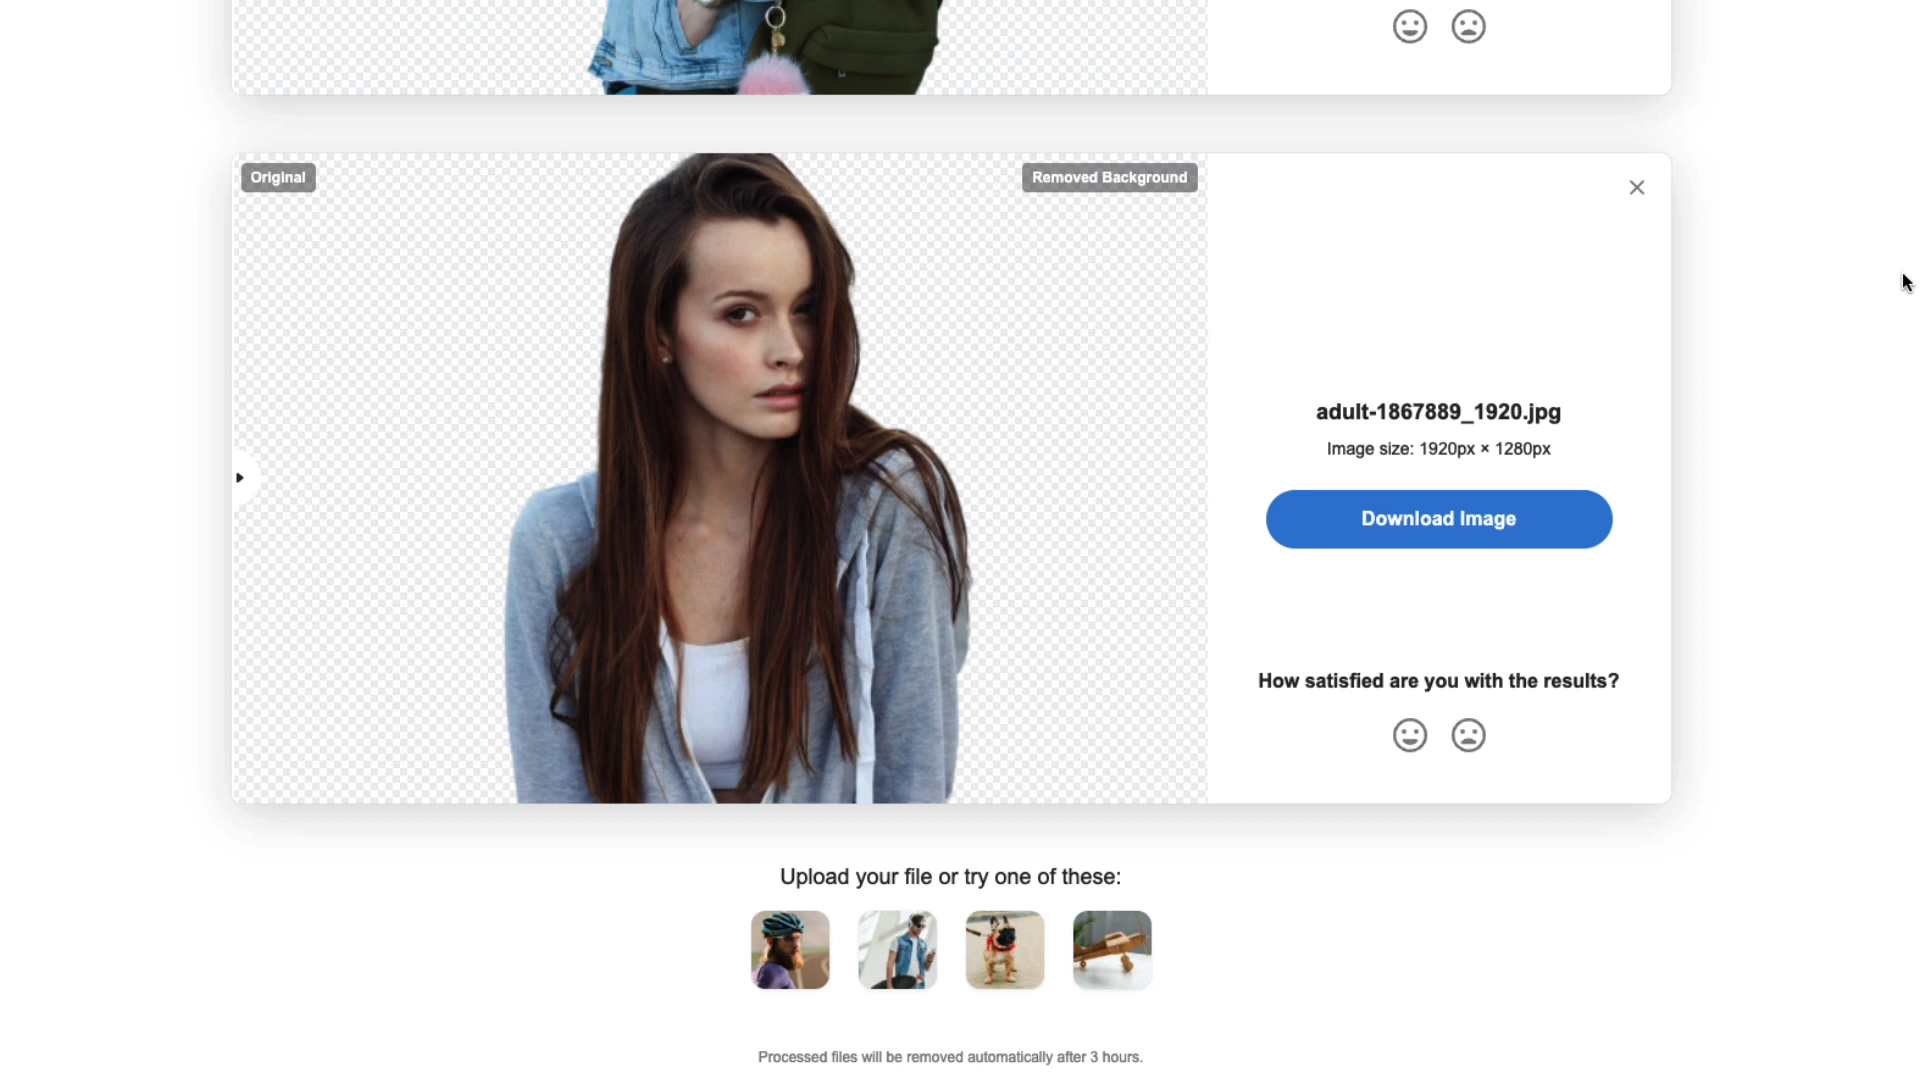 Original
Removed Background
adult-1867889_1920.jpg
Image size: 1920px × 1280px
Download Image
How satisfied are you with the results?
Upload your file or try one of these:
Processed files will be removed automatically after 3 hours.